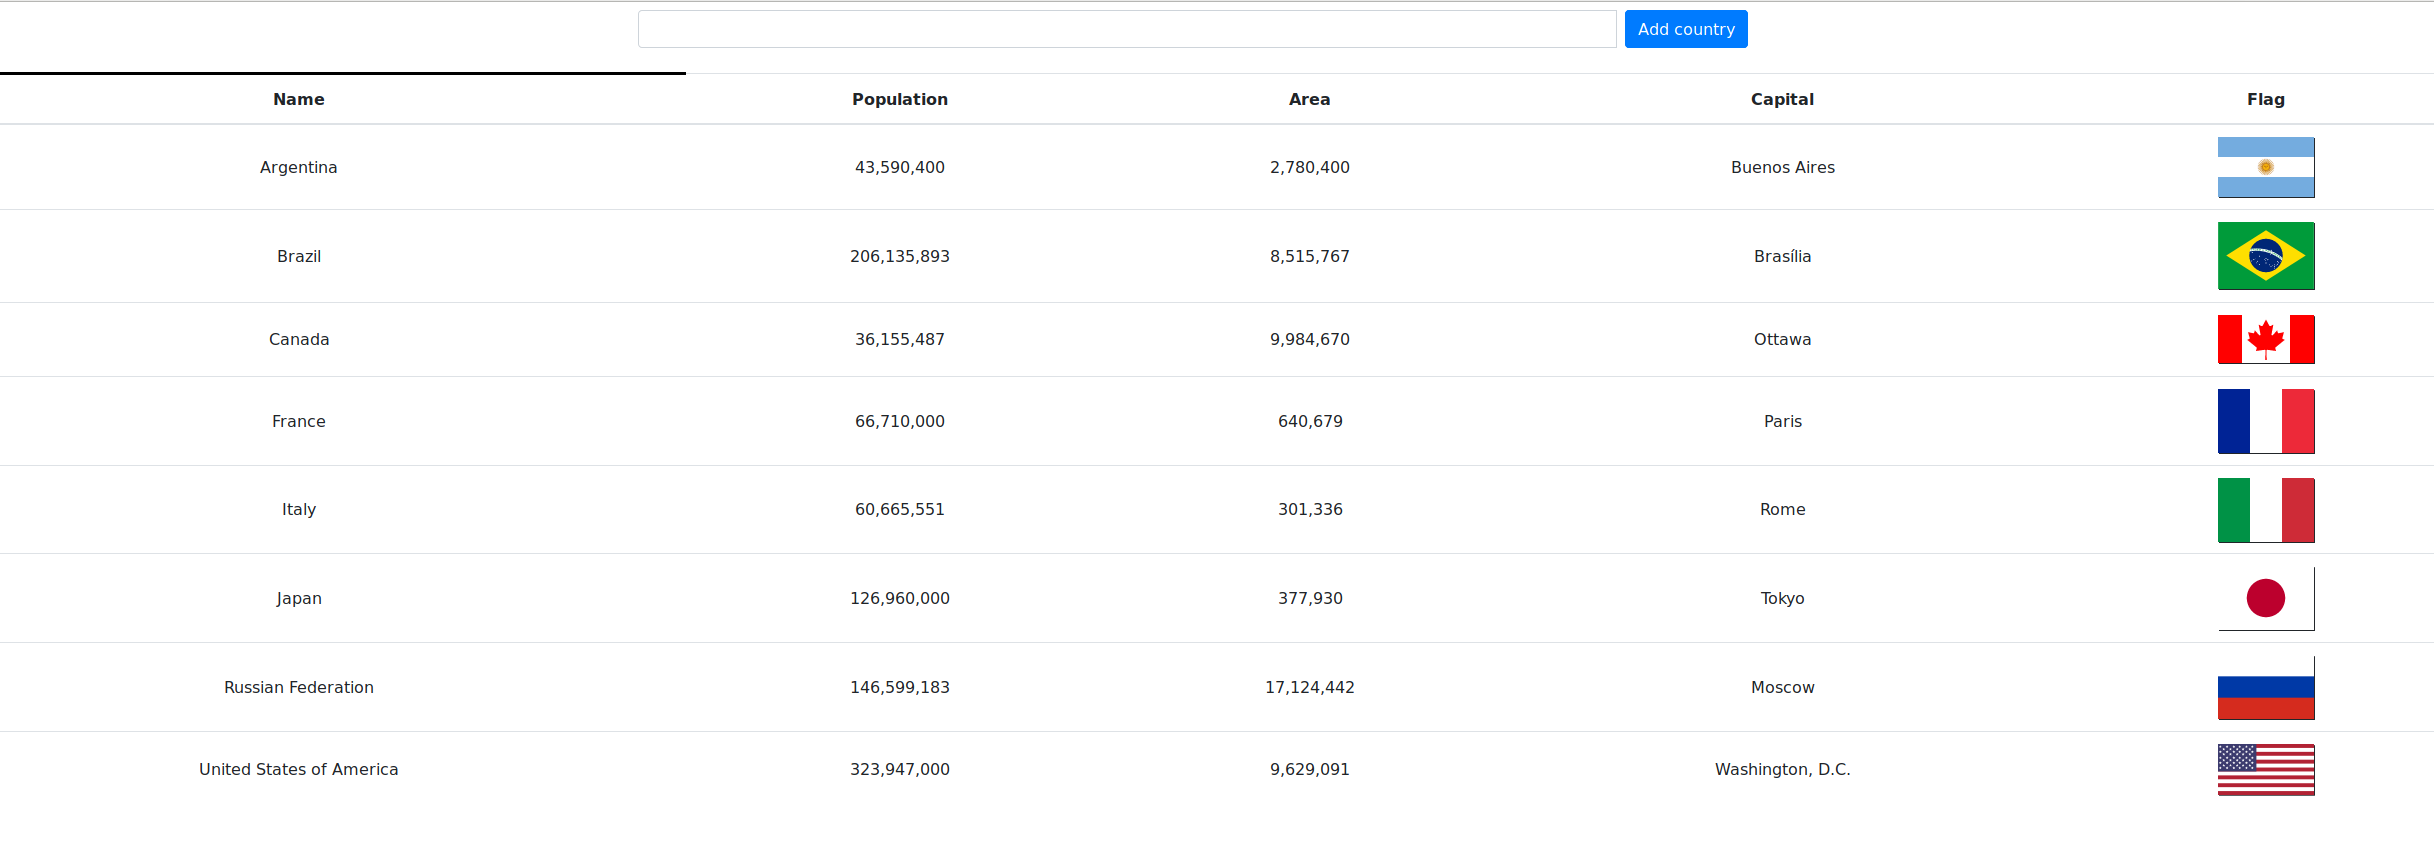 Add country
Name Population Area Capital Flag
Argentina 43,590,400 2,780,400 Buenos Aires
Brazil 206,135,893 8,515,767 Brasília
Canada 36,155,487 9,984,670 Ottawa
France 66,710,000 640,679 Paris
Italy 60,665,551 301,336 Rome
Japan 126,960,000 377,930 Tokyo
Russian Federation 146,599,183 17,124,442 Moscow
United States of America 323,947,000 9,629,091 Washington, D.C.